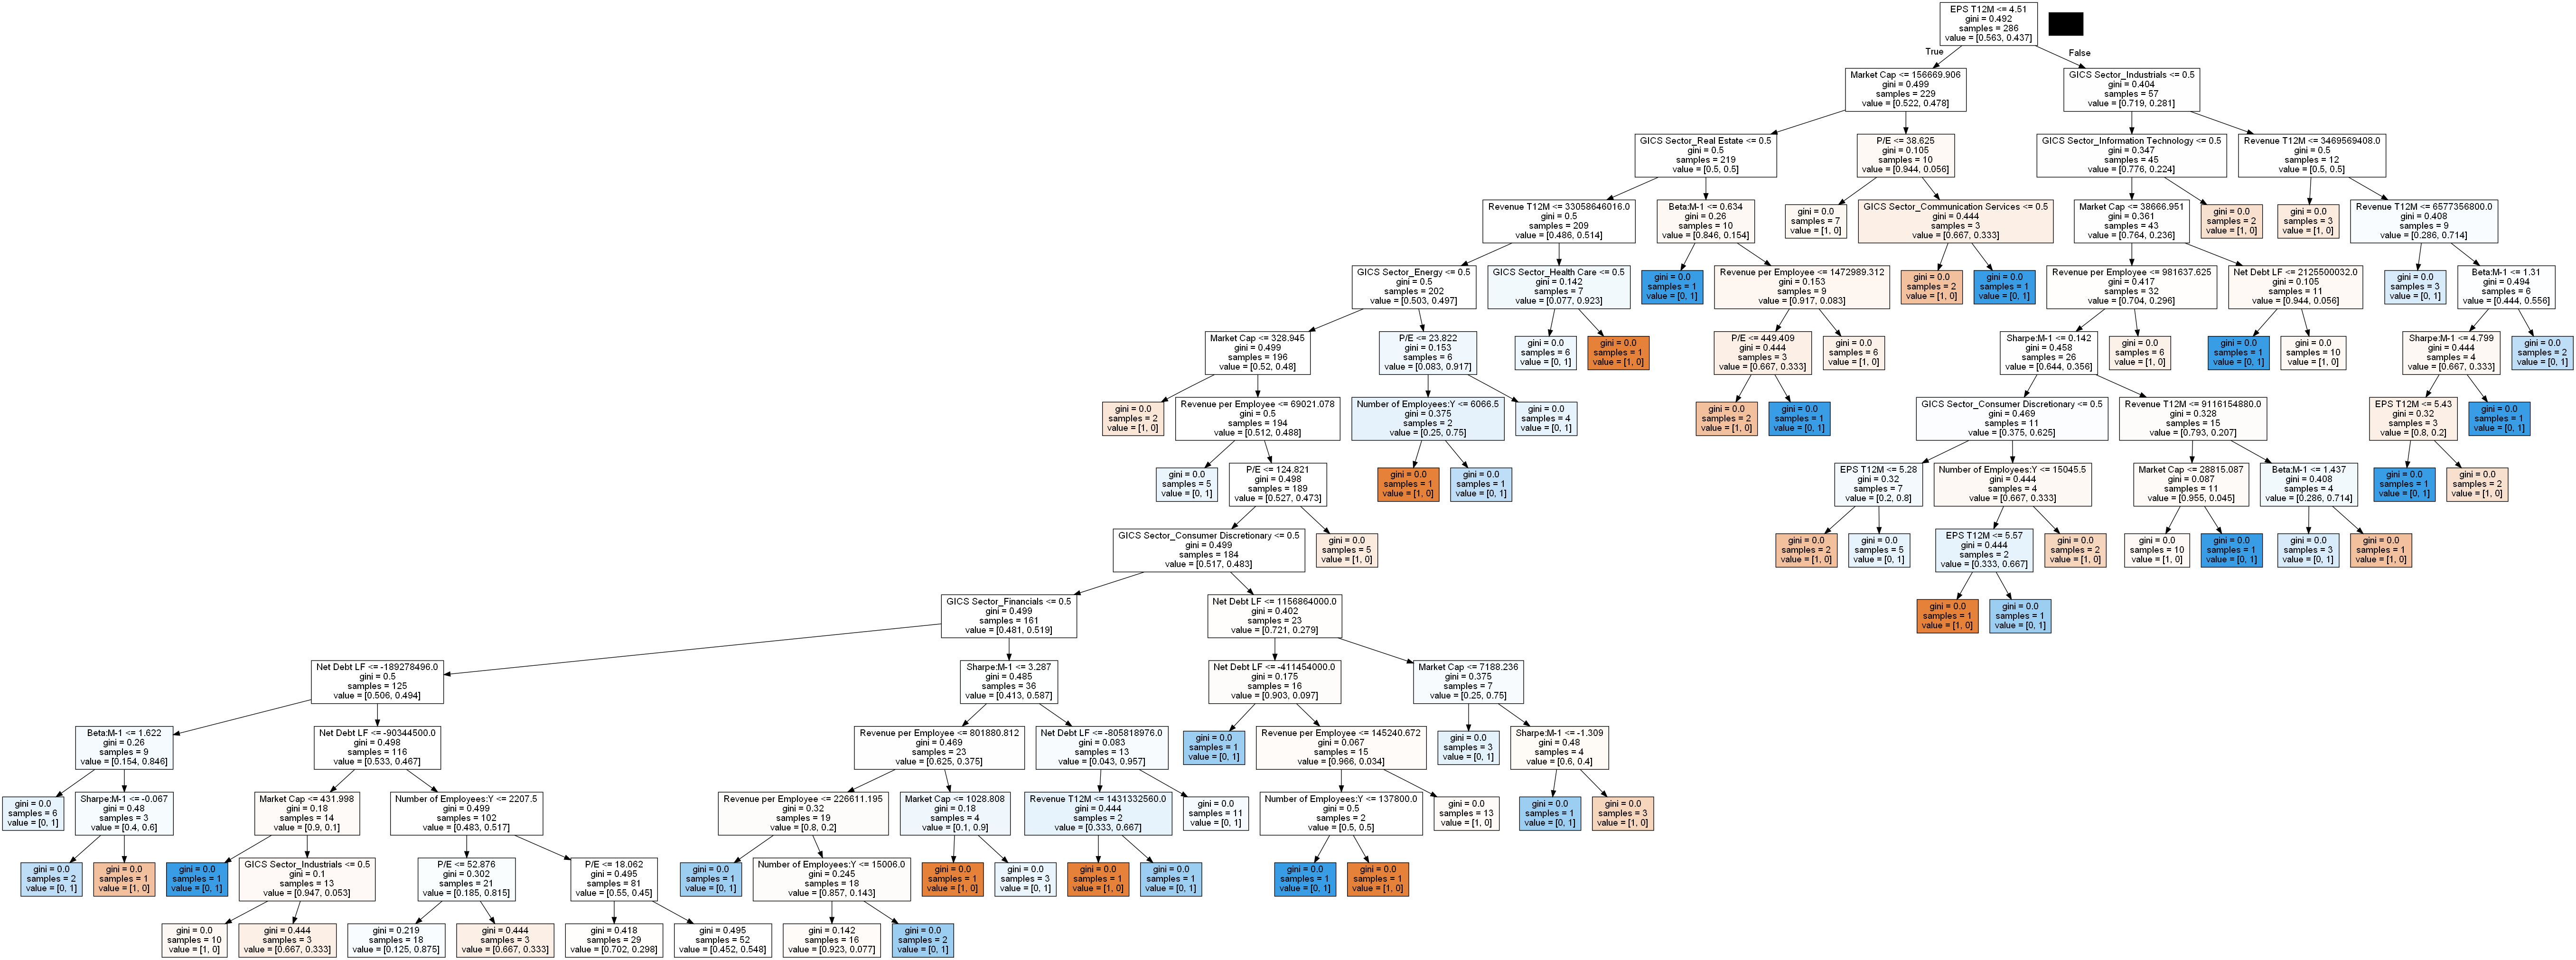 EPS T12M <= 4.51
gini = 0.492
samples = 286
value = [0.563, 0.437]
True
False
Market Cap <= 156669.906
gini = 0.499
samples = 229
value = [0.522, 0.478]
GICS Sector_Industrials <= 0.5
gini = 0.404
samples = 57
value = [0.719, 0.281]
GICS Sector_Real Estate <= 0.5
gini = 0.5
samples = 219
value = [0.5, 0.5]
P/E <= 38.625
gini = 0.105
samples = 10
value = [0.944, 0.056]
GICS Sector_Information Technology <= 0.5
gini = 0.347
samples = 45
value = [0.776, 0.224]
Revenue T12M <= 3469569408.0
gini = 0.5
samples = 12
value = [0.5, 0.5]
Revenue T12M <= 33058646016.0
gini = 0.5
samples = 209
value = [0.486, 0.514]
Beta:M-1 <= 0.634
gini = 0.26
samples = 10
value = [0.846, 0.154]
gini = 0.0
samples = 7
value = [1, 0]
GICS Sector_Communication Services <= 0.5
gini = 0.444
samples = 3
value = [0.667, 0.333]
Market Cap <= 38666.951
gini = 0.361
samples = 43
value = [0.764, 0.236]
gini = 0.0
samples = 2
value = [1, 0]
gini = 0.0
samples = 3
value = [1, 0]
Revenue T12M <= 6577356800.0
gini = 0.408
samples = 9
value = [0.286, 0.714]
GICS Sector_Energy <= 0.5
gini = 0.5
samples = 202
value = [0.503, 0.497]
GICS Sector_Health Care <= 0.5
gini = 0.142
samples = 7
value = [0.077, 0.923]
gini = 0.0
samples = 1
value = [0, 1]
Revenue per Employee <= 1472989.312
gini = 0.153
samples = 9
value = [0.917, 0.083]
gini = 0.0
samples = 2
value = [1, 0]
gini = 0.0
samples = 1
value = [0, 1]
Revenue per Employee <= 981637.625
gini = 0.417
samples = 32
value = [0.704, 0.296]
Net Debt LF <= 2125500032.0
gini = 0.105
samples = 11
value = [0.944, 0.056]
gini = 0.0
samples = 3
value = [0, 1]
Beta:M-1 <= 1.31
gini = 0.494
samples = 6
value = [0.444, 0.556]
Market Cap <= 328.945
gini = 0.499
samples = 196
value = [0.52, 0.48]
P/E <= 23.822
gini = 0.153
samples = 6
value = [0.083, 0.917]
gini = 0.0
samples = 6
value = [0, 1]
gini = 0.0
samples = 1
value = [1, 0]
P/E <= 449.409
gini = 0.444
samples = 3
value = [0.667, 0.333]
gini = 0.0
samples = 6
value = [1, 0]
Sharpe:M-1 <= 0.142
gini = 0.458
samples = 26
value = [0.644, 0.356]
gini = 0.0
samples = 6
value = [1, 0]
gini = 0.0
samples = 1
value = [0, 1]
gini = 0.0
samples = 10
value = [1, 0]
Sharpe:M-1 <= 4.799
gini = 0.444
samples = 4
value = [0.667, 0.333]
gini = 0.0
samples = 2
value = [0, 1]
gini = 0.0
samples = 2
value = [1, 0]
Revenue per Employee <= 69021.078
gini = 0.5
samples = 194
value = [0.512, 0.488]
Number of Employees:Y <= 6066.5
gini = 0.375
samples = 2
value = [0.25, 0.75]
gini = 0.0
samples = 4
value = [0, 1]
gini = 0.0
samples = 2
value = [1, 0]
gini = 0.0
samples = 1
value = [0, 1]
GICS Sector_Consumer Discretionary <= 0.5
gini = 0.469
samples = 11
value = [0.375, 0.625]
Revenue T12M <= 9116154880.0
gini = 0.328
samples = 15
value = [0.793, 0.207]
EPS T12M <= 5.43
gini = 0.32
samples = 3
value = [0.8, 0.2]
gini = 0.0
samples = 1
value = [0, 1]
gini = 0.0
samples = 5
value = [0, 1]
P/E <= 124.821
gini = 0.498
samples = 189
value = [0.527, 0.473]
gini = 0.0
samples = 1
value = [1, 0]
gini = 0.0
samples = 1
value = [0, 1]
EPS T12M <= 5.28
gini = 0.32
samples = 7
value = [0.2, 0.8]
Number of Employees:Y <= 15045.5
gini = 0.444
samples = 4
value = [0.667, 0.333]
Market Cap <= 28815.087
gini = 0.087
samples = 11
value = [0.955, 0.045]
Beta:M-1 <= 1.437
gini = 0.408
samples = 4
value = [0.286, 0.714]
gini = 0.0
samples = 1
value = [0, 1]
gini = 0.0
samples = 2
value = [1, 0]
GICS Sector_Consumer Discretionary <= 0.5
gini = 0.499
samples = 184
value = [0.517, 0.483]
gini = 0.0
samples = 5
value = [1, 0]
gini = 0.0
samples = 2
value = [1, 0]
gini = 0.0
samples = 5
value = [0, 1]
EPS T12M <= 5.57
gini = 0.444
samples = 2
value = [0.333, 0.667]
gini = 0.0
samples = 2
value = [1, 0]
gini = 0.0
samples = 10
value = [1, 0]
gini = 0.0
samples = 1
value = [0, 1]
gini = 0.0
samples = 3
value = [0, 1]
gini = 0.0
samples = 1
value = [1, 0]
GICS Sector_Financials <= 0.5
gini = 0.499
samples = 161
value = [0.481, 0.519]
Net Debt LF <= 1156864000.0
gini = 0.402
samples = 23
value = [0.721, 0.279]
gini = 0.0
samples = 1
value = [1, 0]
gini = 0.0
samples = 1
value = [0, 1]
Net Debt LF <= -189278496.0
gini = 0.5
samples = 125
value = [0.506, 0.494]
Sharpe:M-1 <= 3.287
gini = 0.485
samples = 36
value = [0.413, 0.587]
Net Debt LF <= -411454000.0
gini = 0.175
samples = 16
value = [0.903, 0.097]
Market Cap <= 7188.236
gini = 0.375
samples = 7
value = [0.25, 0.75]
Beta:M-1 <= 1.622
gini = 0.26
samples = 9
value = [0.154, 0.846]
Net Debt LF <= -90344500.0
gini = 0.498
samples = 116
value = [0.533, 0.467]
Revenue per Employee <= 801880.812
gini = 0.469
samples = 23
value = [0.625, 0.375]
Net Debt LF <= -805818976.0
gini = 0.083
samples = 13
value = [0.043, 0.957]
gini = 0.0
samples = 1
value = [0, 1]
Revenue per Employee <= 145240.672
gini = 0.067
samples = 15
value = [0.966, 0.034]
gini = 0.0
samples = 3
value = [0, 1]
Sharpe:M-1 <= -1.309
gini = 0.48
samples = 4
value = [0.6, 0.4]
gini = 0.0
samples = 6
value = [0, 1]
Sharpe:M-1 <= -0.067
gini = 0.48
samples = 3
value = [0.4, 0.6]
Market Cap <= 431.998
gini = 0.18
samples = 14
value = [0.9, 0.1]
Number of Employees:Y <= 2207.5
gini = 0.499
samples = 102
value = [0.483, 0.517]
Revenue per Employee <= 226611.195
gini = 0.32
samples = 19
value = [0.8, 0.2]
Market Cap <= 1028.808
gini = 0.18
samples = 4
value = [0.1, 0.9]
Revenue T12M <= 1431332560.0
gini = 0.444
samples = 2
value = [0.333, 0.667]
gini = 0.0
samples = 11
value = [0, 1]
Number of Employees:Y <= 137800.0
gini = 0.5
samples = 2
value = [0.5, 0.5]
gini = 0.0
samples = 13
value = [1, 0]
gini = 0.0
samples = 1
value = [0, 1]
gini = 0.0
samples = 3
value = [1, 0]
gini = 0.0
samples = 2
value = [0, 1]
gini = 0.0
samples = 1
value = [1, 0]
gini = 0.0
samples = 1
value = [0, 1]
GICS Sector_Industrials <= 0.5
gini = 0.1
samples = 13
value = [0.947, 0.053]
P/E <= 52.876
gini = 0.302
samples = 21
value = [0.185, 0.815]
P/E <= 18.062
gini = 0.495
samples = 81
value = [0.55, 0.45]
gini = 0.0
samples = 1
value = [0, 1]
Number of Employees:Y <= 15006.0
gini = 0.245
samples = 18
value = [0.857, 0.143]
gini = 0.0
samples = 1
value = [1, 0]
gini = 0.0
samples = 3
value = [0, 1]
gini = 0.0
samples = 1
value = [1, 0]
gini = 0.0
samples = 1
value = [0, 1]
gini = 0.0
samples = 1
value = [0, 1]
gini = 0.0
samples = 1
value = [1, 0]
gini = 0.0
samples = 10
value = [1, 0]
gini = 0.444
samples = 3
value = [0.667, 0.333]
gini = 0.219
samples = 18
value = [0.125, 0.875]
gini = 0.444
samples = 3
value = [0.667, 0.333]
gini = 0.418
samples = 29
value = [0.702, 0.298]
gini = 0.495
samples = 52
value = [0.452, 0.548]
gini = 0.142
samples = 16
value = [0.923, 0.077]
gini = 0.0
samples = 2
value = [0, 1]